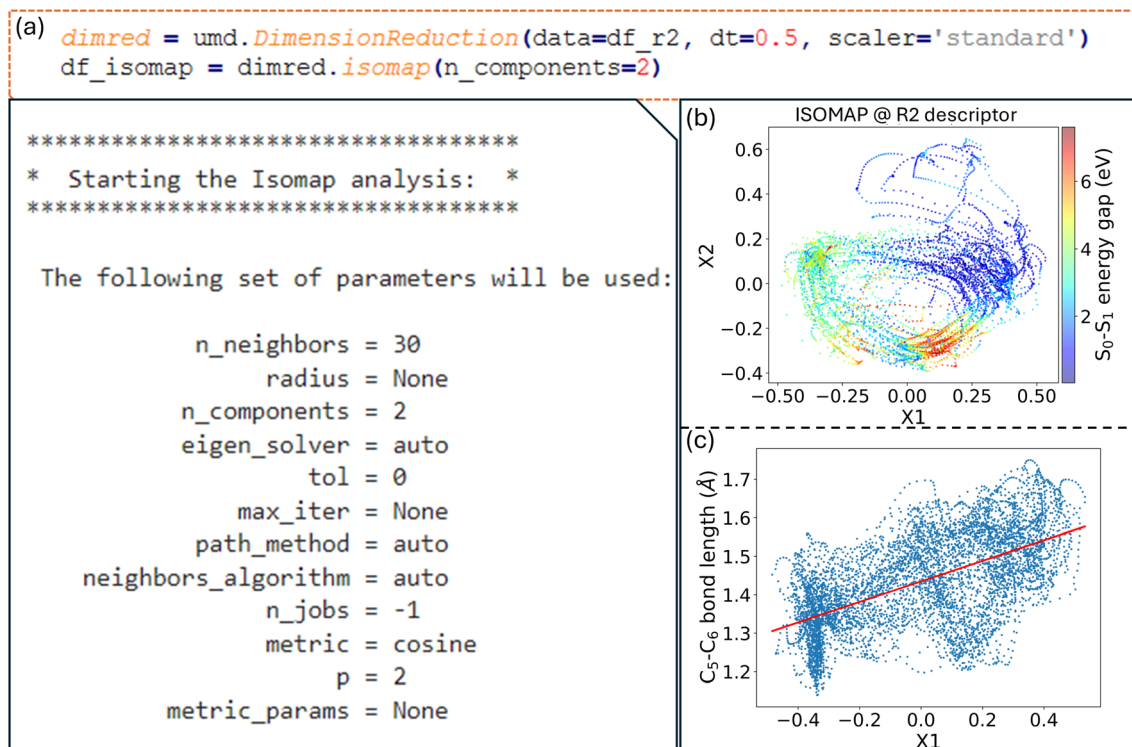 (a)
dimred = umd.DimensionReduction(data=df_r2, dt=0.5, scaler='standard')
df_isomap = dimred.isomap(n_components=2)
***********************************
*  Starting the Isomap analysis:  *
***********************************
The following set of parameters will be used:
n_neighbors = 30
radius = None
n_components = 2
eigen_solver = auto
tol = 0
max_iter = None
path_method = auto
neighbors_algorithm = auto
n_jobs = -1
metric = cosine
p = 2
metric_params = None
(b)
ISOMAP @ R2 descriptor
0.6
0.4
0.2
0.0
−0.2
−0.4
X2
−0.50 −0.25 0.00 0.25 0.50
X1
6
4
2
S₀-S₁ energy gap (eV)
(c)
1.7
1.6
1.5
1.4
1.3
1.2
C₅-C₆ bond length (Å)
−0.4 −0.2 0.0 0.2 0.4
X1